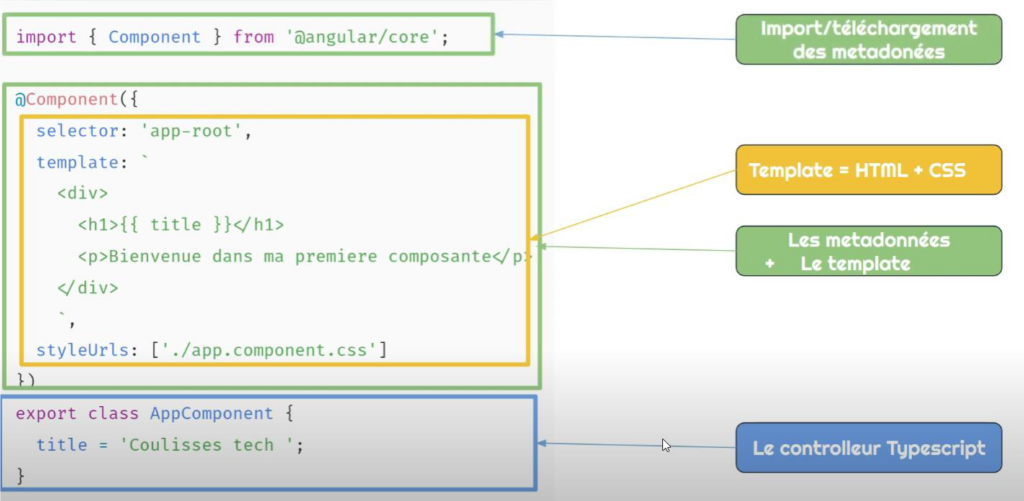 import { Component } from '@angular/core';
Import/téléchargement
des metadonées
@Component({
selector: 'app-root',
template: `
<div>
<h1>{{ title }}</h1>
<p>Bienvenue dans ma premiere composante</p>
</div>
`,
styleUrls: ['./app.component.css']
})
Template = HTML + CSS
Les metadonnées
+ Le template
export class AppComponent {
title = 'Coulisses tech ';
}
Le controlleur Typescript